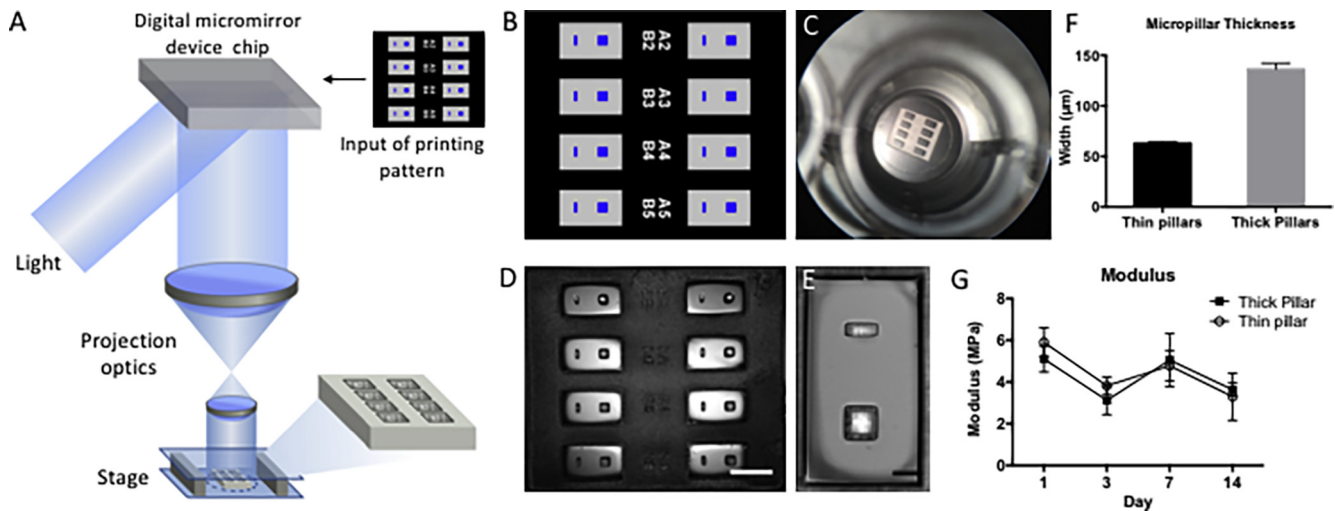 A
Digital micromirror
device chip
Input of printing
pattern
Light
Projection
optics
Stage
B
A2
B2
A3
B3
A4
B4
A5
B5
C
D
E
F
Micropillar Thickness
150
100
50
0
Width (μm)
Thin pillars
Thick Pillars
G
Modulus
Thick Pillar
Thin pillar
8
6
4
2
0
Modulus (MPa)
1 3 7 14
Day